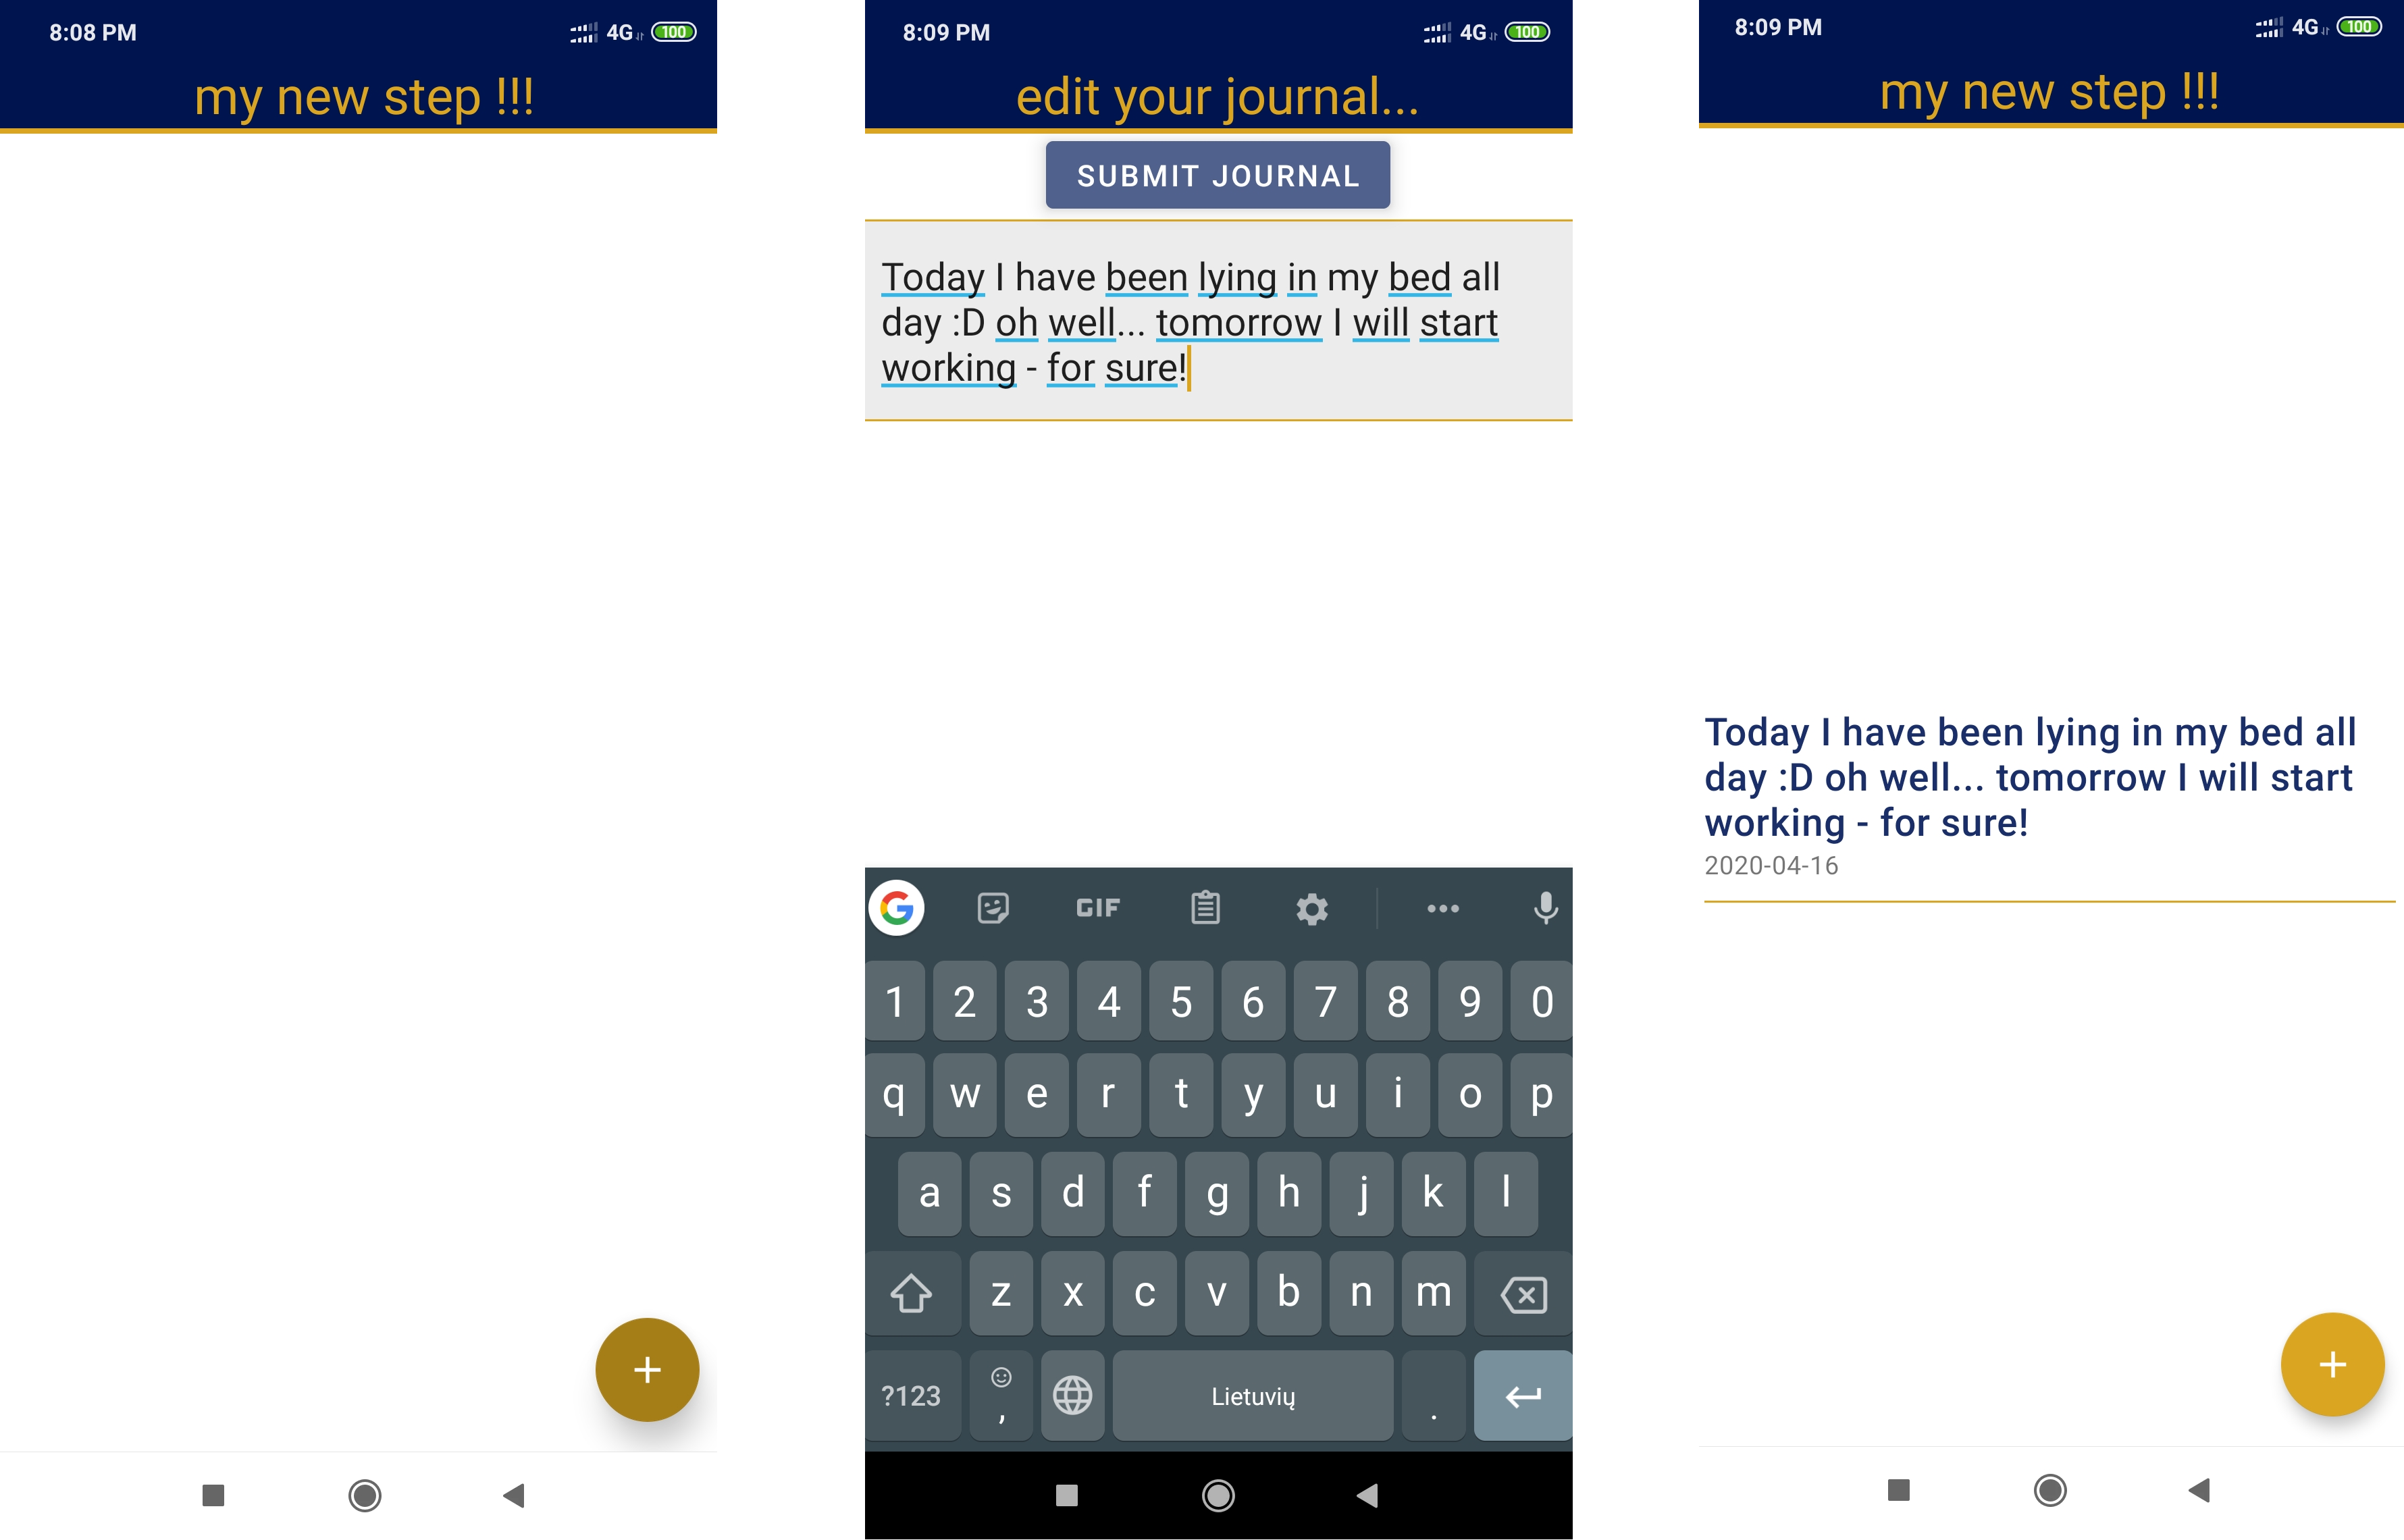 8:08 PM 4G 100
my new step !!!
8:09 PM 4G 100
edit your journal...
SUBMIT JOURNAL
Today I have been lying in my bed all
day :D oh well... tomorrow I will start
working - for sure!
G GIF
1 2 3 4 5 6 7 8 9 0
q w e r t y u i o p
a s d f g h j k l
z x c v b n m
?123 , Lietuvių .
8:09 PM 4G 100
my new step !!!
Today I have been lying in my bed all
day :D oh well... tomorrow I will start
working - for sure!
2020-04-16